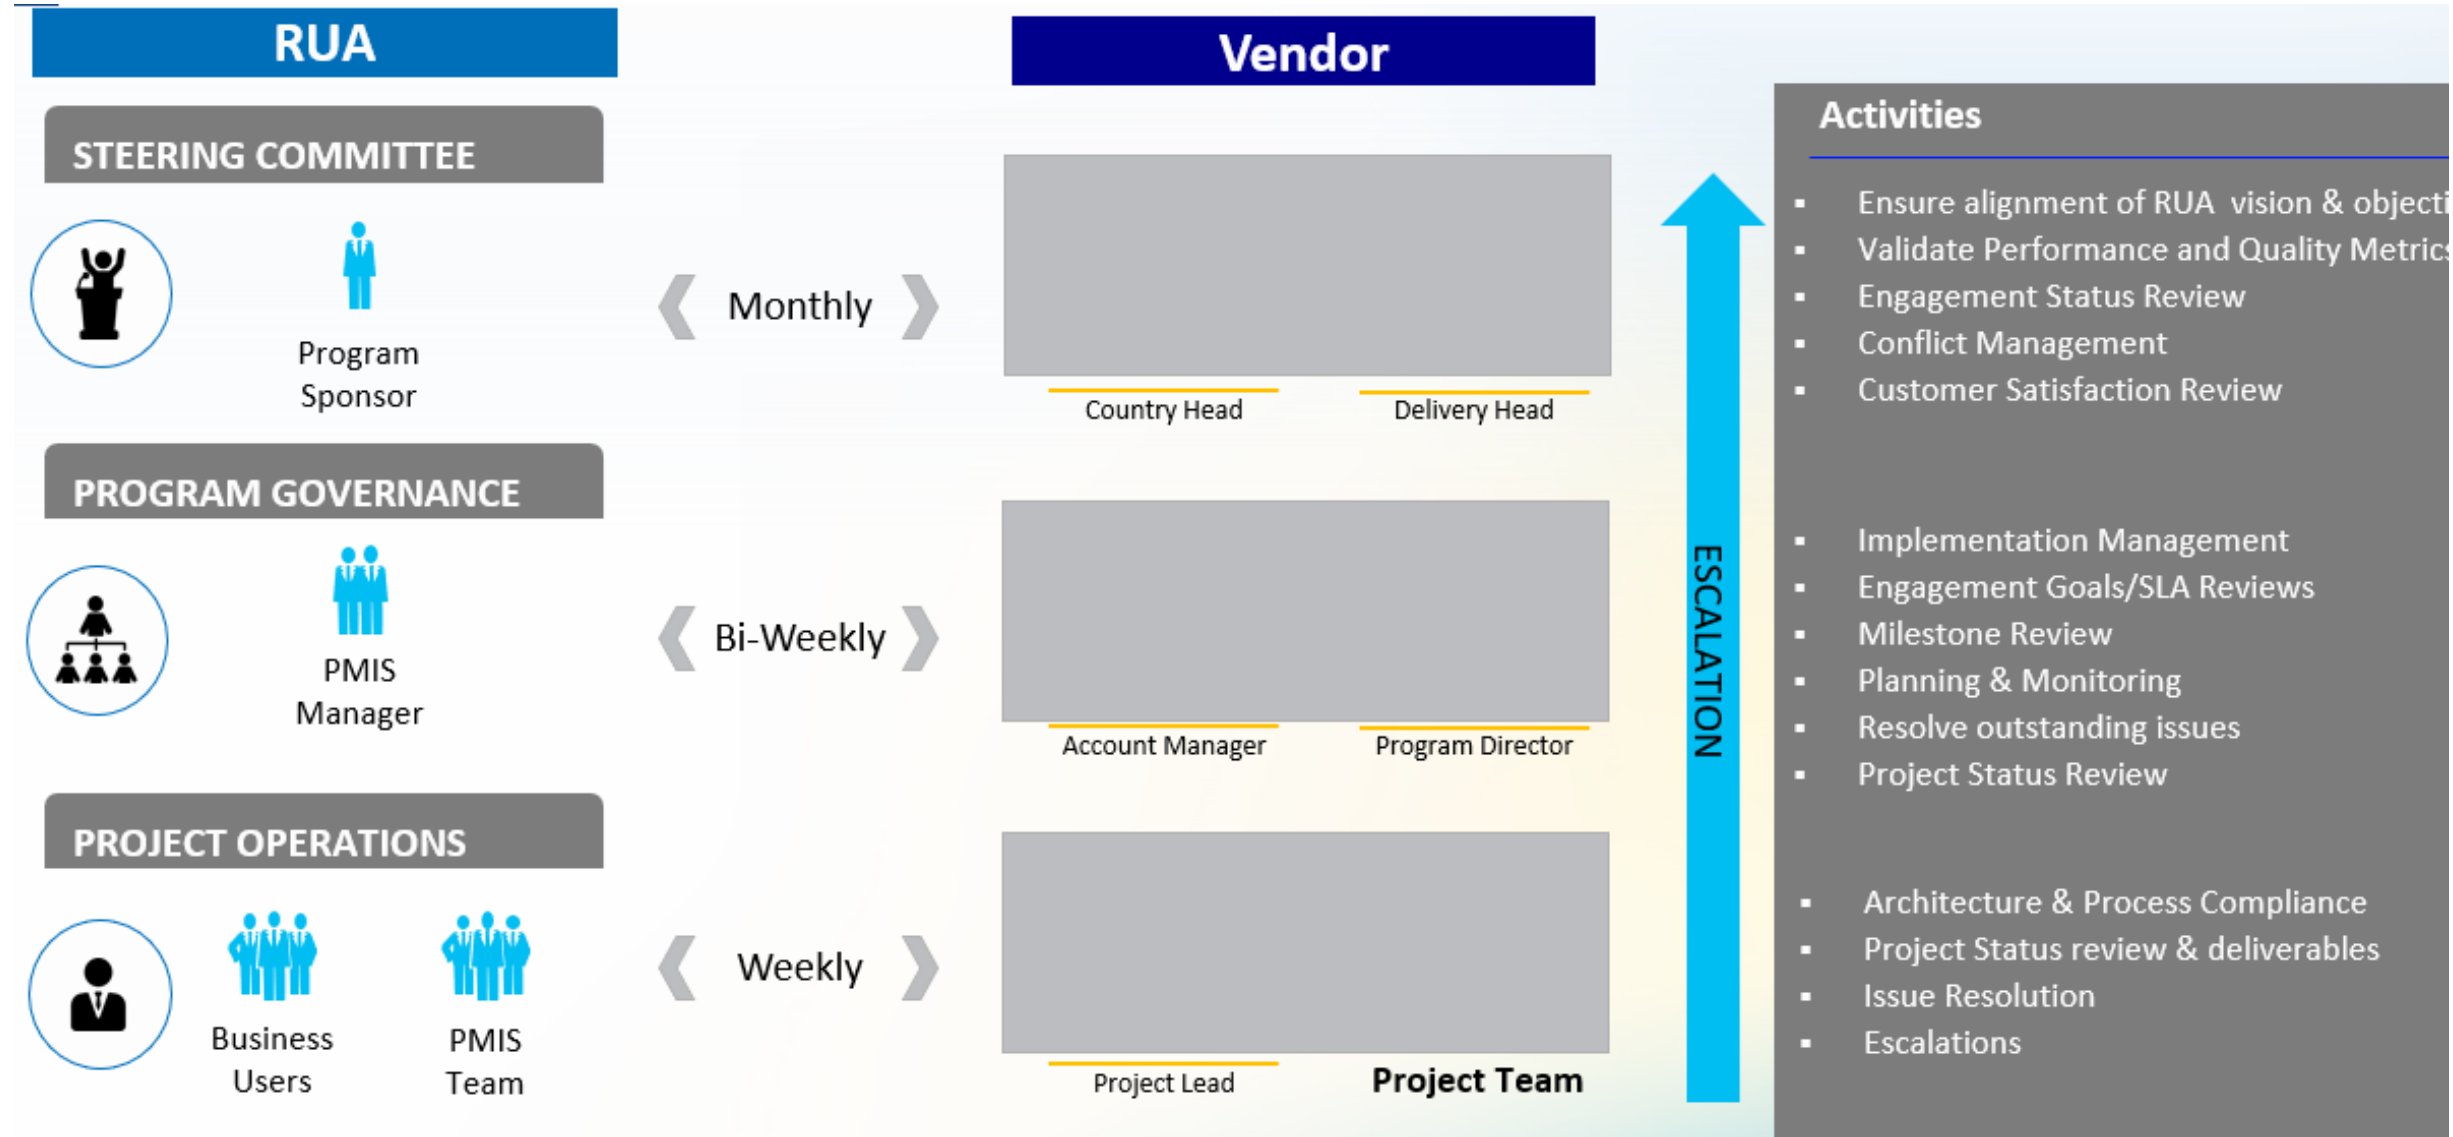 RUA
Vendor
Activities
STEERING COMMITTEE
Program
Sponsor
Monthly
Country Head
Delivery Head
▪ Ensure alignment of RUA vision & objecti
▪ Validate Performance and Quality Metrics
▪ Engagement Status Review
▪ Conflict Management
▪ Customer Satisfaction Review
PROGRAM GOVERNANCE
PMIS
Manager
Bi-Weekly
Account Manager
Program Director
ESCALATION
▪ Implementation Management
▪ Engagement Goals/SLA Reviews
▪ Milestone Review
▪ Planning & Monitoring
▪ Resolve outstanding issues
▪ Project Status Review
PROJECT OPERATIONS
Business
Users
PMIS
Team
Weekly
Project Lead
Project Team
▪ Architecture & Process Compliance
▪ Project Status review & deliverables
▪ Issue Resolution
▪ Escalations